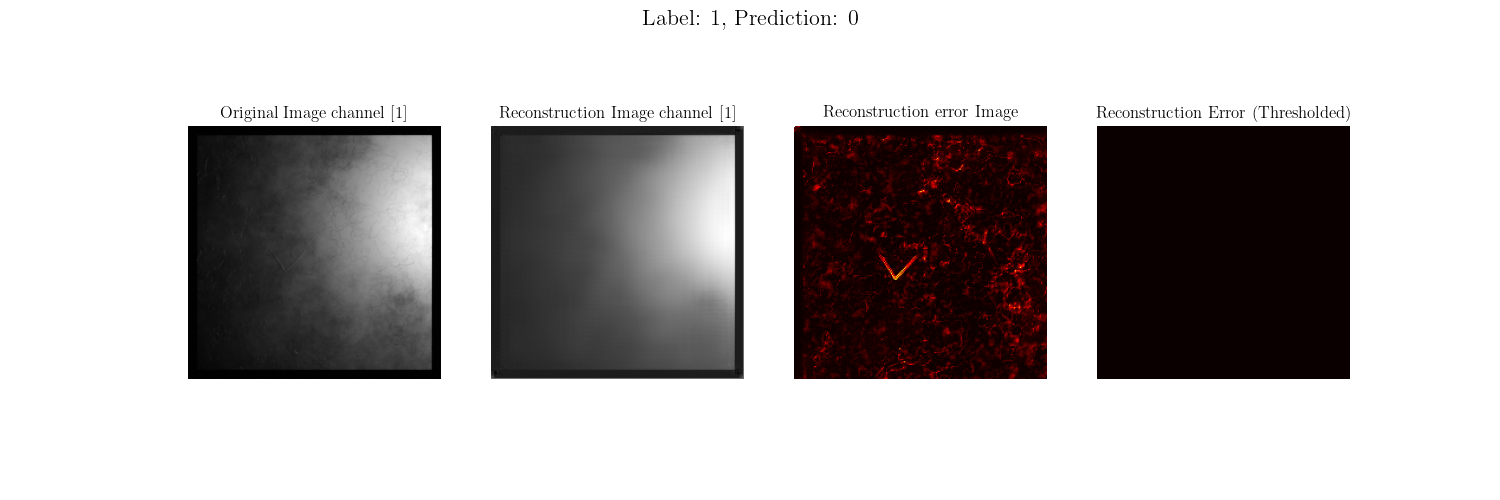 Label: 1, Prediction: 0
Original Image channel [1]
Reconstruction Image channel [1]
Reconstruction error Image
Reconstruction Error (Thresholded)